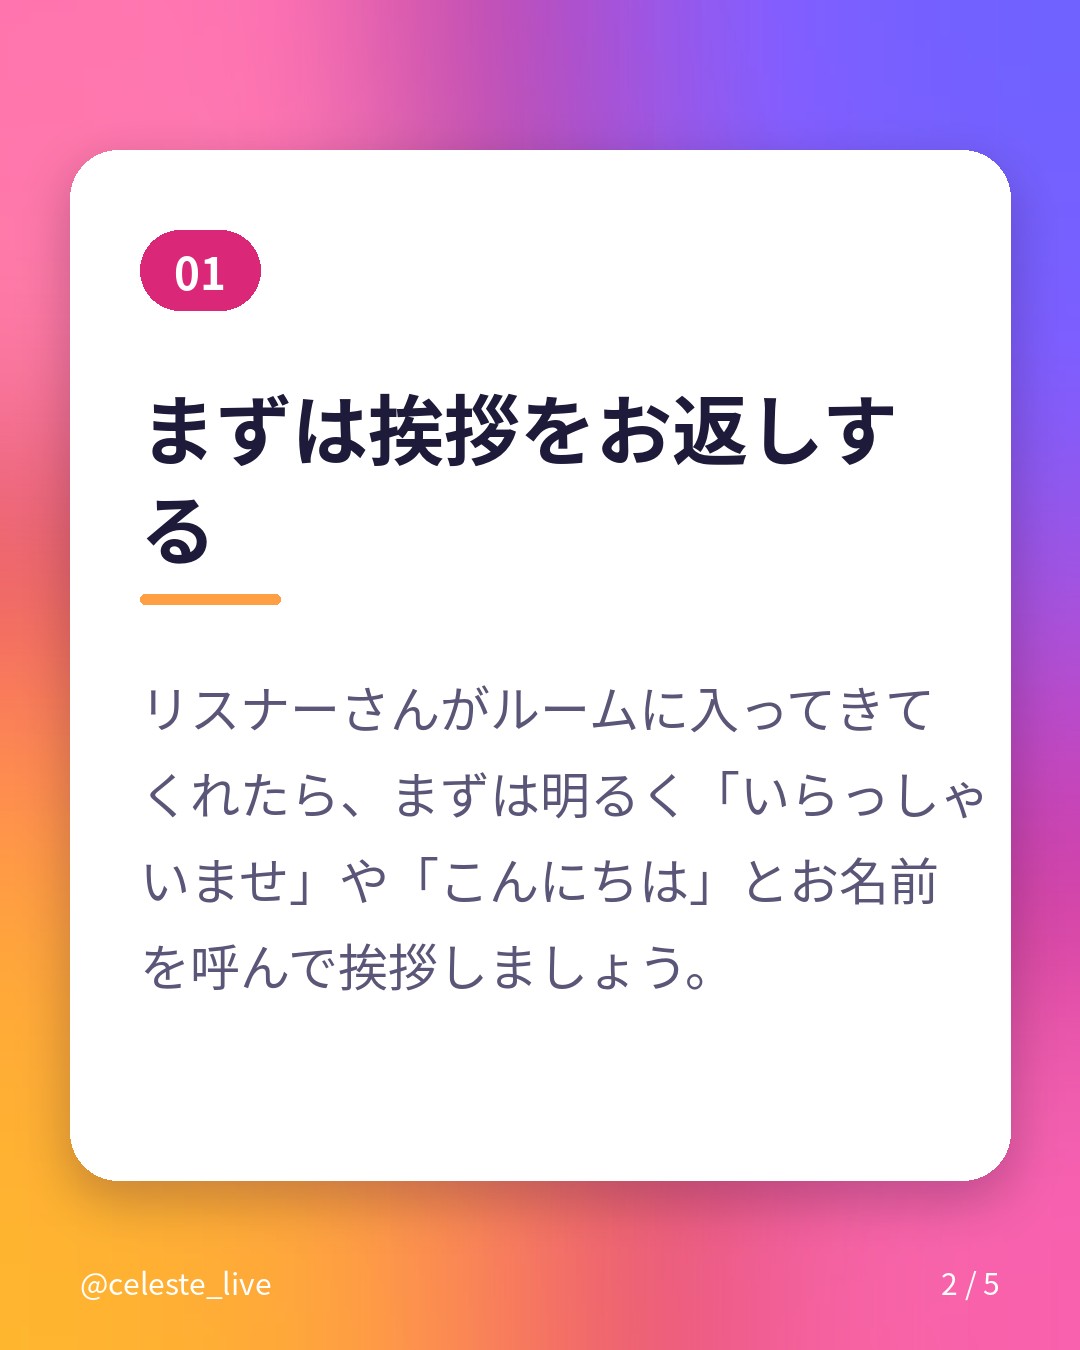 01
まずは挨拶をお返しす
る
リスナーさんがルームに入ってきて
くれたら、まずは明るく「いらっしゃ
いませ」や「こんにちは」とお名前
を呼んで挨拶しましょう。
@celeste_live
2 / 5